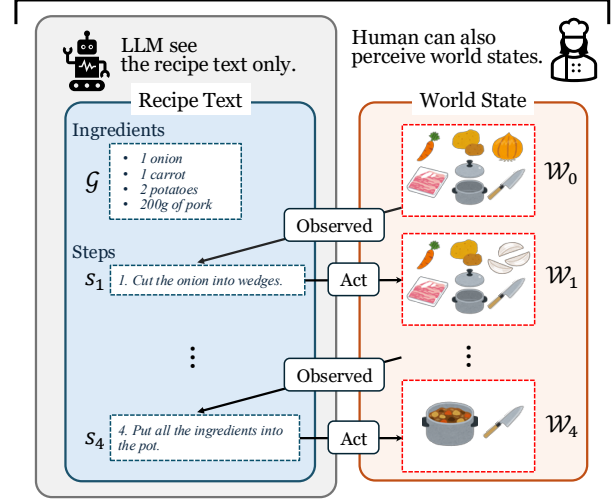 LLM see
the recipe text only.
Human can also
perceive world states.
Recipe Text
World State
Ingredients
𝒢
• 1 onion
• 1 carrot
• 2 potatoes
• 200g of pork
𝒲0
Observed
Steps
s1
1. Cut the onion into wedges.
Act
𝒲1
⋮
⋮
Observed
s4
4. Put all the ingredients into
the pot.
Act
𝒲4